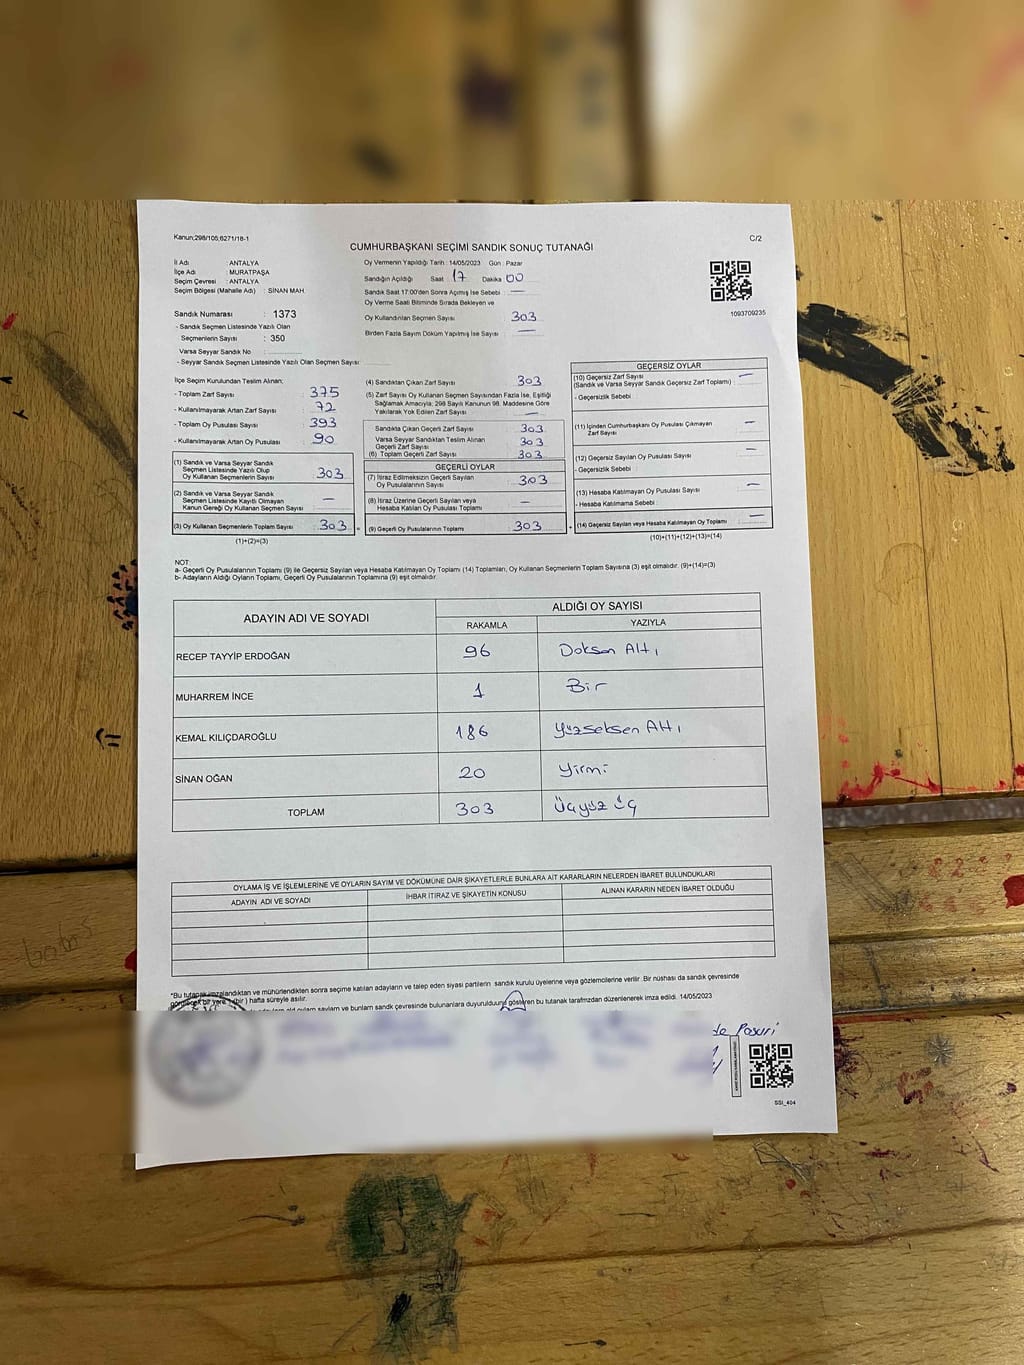 Kanun;298/105;6271/18-1
C/2
CUMHURBAŞKANI SEÇİMİ SANDIK SONUÇ TUTANAĞI
İl Adı : ANTALYA
İlçe Adı : MURATPAŞA
Seçim Çevresi : ANTALYA
Seçim Bölgesi (Mahalle Adı) : SİNAN MAH.
Sandık Numarası : 1373
- Sandık Seçmen Listesinde Yazılı Olan
Seçmenlerin Sayısı : 350
Varsa Seyyar Sandık No :
- Seyyar Sandık Seçmen Listesinde Yazılı Olan Seçmen Sayısı:
Oy Vermenin Yapıldığı Tarih : 14/05/2023 Gün : Pazar
Sandığın Açıldığı Saat 17 Dakika 00
Sandık Saat 17:00'den Sonra Açılmış İse Sebebi : —
Oy Verme Saati Bitiminde Sırada Bekleyen ve
Oy Kullandırılan Seçmen Sayısı 303
Birden Fazla Sayım Döküm Yapılmış İse Sayısı —
1093709235
İlçe Seçim Kurulundan Teslim Alınan;
- Toplam Zarf Sayısı : 375
- Kullanılmayarak Artan Zarf Sayısı : 72
- Toplam Oy Pusulası Sayısı : 393
- Kullanılmayarak Artan Oy Pusulası : 90
(1) Sandık ve Varsa Seyyar Sandık
Seçmen Listesinde Yazılı Olup
Oy Kullanan Seçmenlerin Sayısı : 303
(2) Sandık ve Varsa Seyyar Sandık
Seçmen Listesinde Kayıtlı Olmayan
Kanun Gereği Oy Kullanan Seçmen Sayısı : —
(3) Oy Kullanan Seçmenlerin Toplam Sayısı : 303
(1)+(2)=(3)
(4) Sandıktan Çıkan Zarf Sayısı : 303
(5) Zarf Sayısı Oy Kullanan Seçmen Sayısından Fazla İse, Eşitliği
Sağlamak Amacıyla; 298 Sayılı Kanunun 98. Maddesine Göre
Yakılarak Yok Edilen Zarf Sayısı : —
Sandıkta Çıkan Geçerli Zarf Sayısı : 303
Varsa Seyyar Sandıktan Teslim Alınan
Geçerli Zarf Sayısı : 303
(6) Toplam Geçerli Zarf Sayısı : 303
GEÇERLİ OYLAR
(7) İtiraz Edilmeksizin Geçerli Sayılan
Oy Pusulalarının Sayısı : 303
(8) İtiraz Üzerine Geçerli Sayılan veya
Hesaba Katılan Oy Pusulası Toplamı : —
(9) Geçerli Oy Pusulalarının Toplamı : 303
GEÇERSİZ OYLAR
(10) Geçersiz Zarf Sayısı : —
(Sandık ve Varsa Seyyar Sandık Geçersiz Zarf Toplamı) :
- Geçersizlik Sebebi :
(11) İçinden Cumhurbaşkanı Oy Pusulası Çıkmayan
Zarf Sayısı : —
(12) Geçersiz Sayılan Oy Pusulası Sayısı : —
- Geçersizlik Sebebi :
(13) Hesaba Katılmayan Oy Pusulası Sayısı : —
- Hesaba Katılmama Sebebi :
(14) Geçersiz Sayılan veya Hesaba Katılmayan Oy Toplamı : —
(10)+(11)+(12)+(13)=(14)
NOT:
a- Geçerli Oy Pusulalarının Toplamı (9) ile Geçersiz Sayılan veya Hesaba Katılmayan Oy Toplamı (14) Toplamları, Oy Kullanan Seçmenlerin Toplam Sayısına (3) eşit olmalıdır. (9)+(14)=(3)
b- Adayların Aldığı Oyların Toplamı, Geçerli Oy Pusulalarının Toplamına (9) eşit olmalıdır.
ADAYIN ADI VE SOYADI ALDIĞI OY SAYISI
RAKAMLA YAZIYLA
RECEP TAYYİP ERDOĞAN 96 Doksan Altı
MUHARREM İNCE 1 Bir
KEMAL KILIÇDAROĞLU 186 Yüzseksen Altı
SİNAN OĞAN 20 Yirmi
TOPLAM 303 Üçyüz üç
OYLAMA İŞ VE İŞLEMLERİNE VE OYLARIN SAYIM VE DÖKÜMÜNE DAİR ŞİKAYETLERLE BUNLARA AİT KARARLARIN NELERDEN İBARET BULUNDUKLARI
ADAYIN ADI VE SOYADI İHBAR İTİRAZ VE ŞİKAYETİN KONUSU ALINAN KARARIN NEDEN İBARET OLDUĞU
*Bu tutanak imzalandıktan ve mühürlendikten sonra seçime katılan adayların ve talep eden siyasi partilerin sandık kurulu üyelerine veya gözlemcilerine verilir. Bir nüshası da sandık çevresinde
görülecek bir yere 1 (bir) hafta süreyle asılır.
oyların sayılarını ve bunların sandık çevresinde bulunanlara duyurulduğunu gösteren bu tutanak tarafımızdan düzenlenerek imza edildi. 14/05/2023
SSI_404